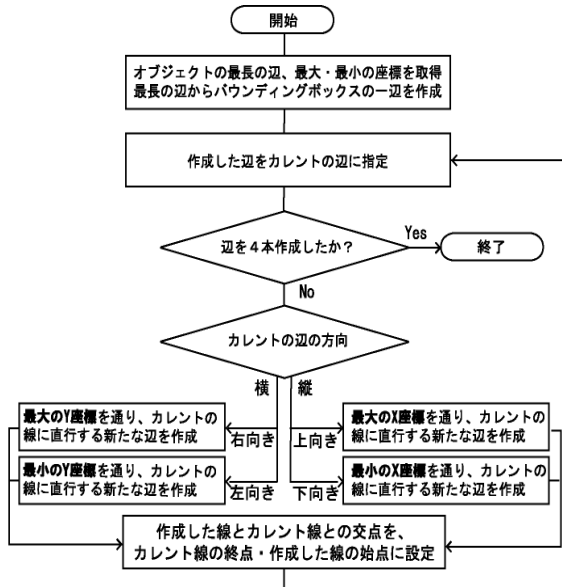 開始
オブジェクトの最長の辺、最大・最小の座標を取得
最長の辺からバウンディングボックスの一辺を作成
作成した辺をカレントの辺に指定
辺を4本作成したか？
Yes
終了
No
カレントの辺の方向
横
縦
最大のY座標を通り、カレントの
線に直行する新たな辺を作成
右向き
上向き
最大のX座標を通り、カレントの
線に直行する新たな辺を作成
最小のY座標を通り、カレントの
線に直行する新たな辺を作成
左向き
下向き
最小のX座標を通り、カレントの
線に直行する新たな辺を作成
作成した線とカレント線との交点を、
カレント線の終点・作成した線の始点に設定